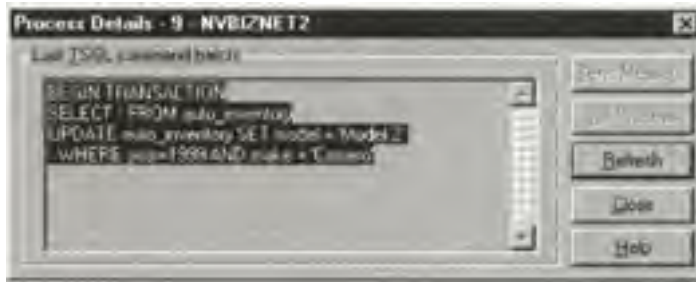 Process Details - 9 - NVBIZNET2
Last TSQL command batch:
BEGIN TRANSACTION
SELECT FROM auto_inventory
UPDATE auto_inventory SET model = 'Model 2'
WHERE AND make =
Refresh
Close
Help